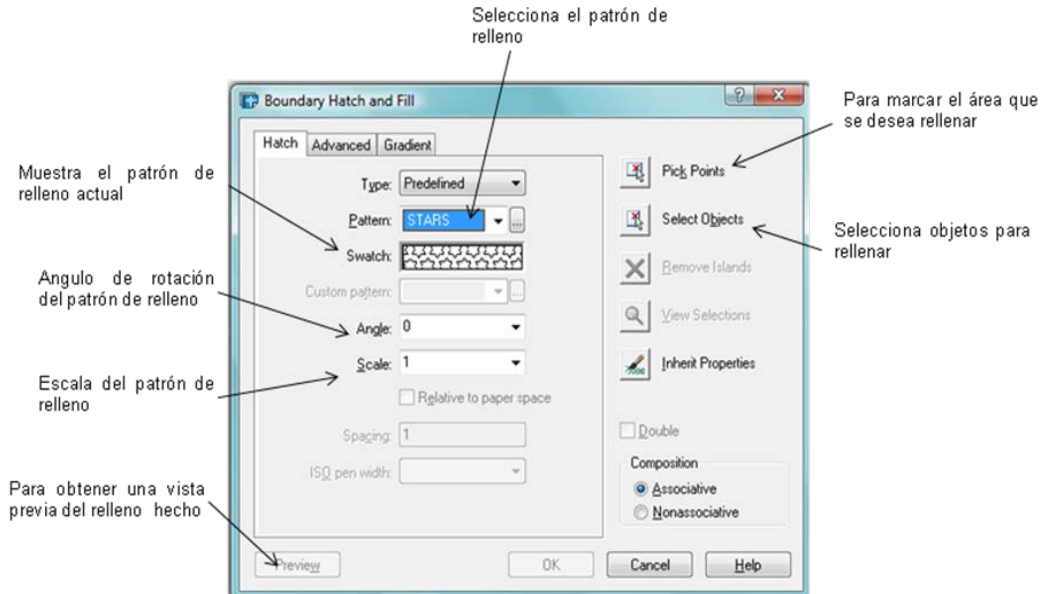 Selecciona el patrón de
relleno
Boundary Hatch and Fill
Para marcar el área que
se desea rellenar
Hatch Advanced Gradient
Muestra el patrón de
relleno actual
Type: Predefined
Pick Points
Pattern: STARS ...
Select Objects
Selecciona objetos para
rellenar
Swatch:
Remove Islands
Angulo de rotación
del patrón de relleno
Custom pattern: ...
View Selections
Angle: 0
Scale: 1
Inherit Properties
Escala del patrón de
relleno
Relative to paper space
Spacing: 1
Double
ISO pen width:
Composition
Associative
Nonassociative
Para obtener una vista
previa del relleno hecho
Preview OK Cancel Help